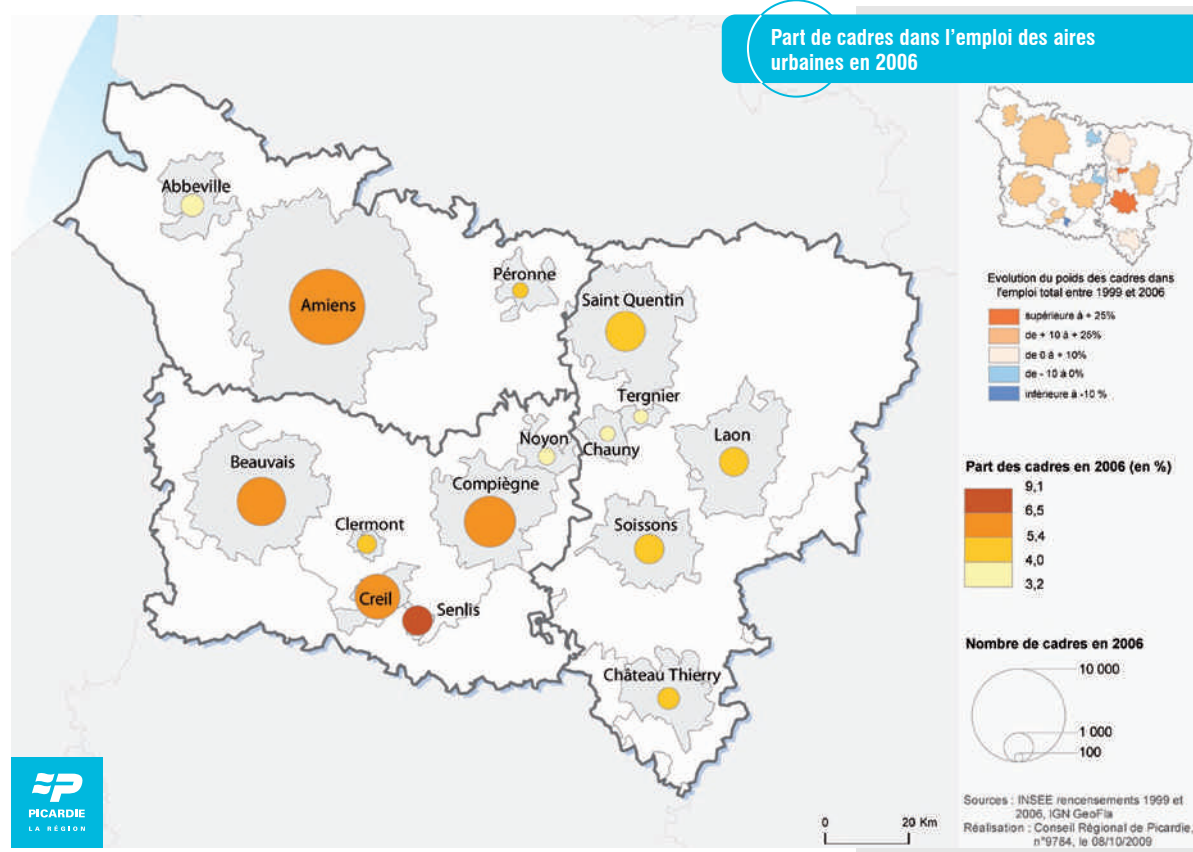 Part de cadres dans l'emploi des aires
urbaines en 2006
Abbeville
Amiens
Péronne
Saint Quentin
Tergnier
Chauny
Noyon
Laon
Beauvais
Compiègne
Clermont
Soissons
Creil
Senlis
Château Thierry
Evolution du poids des cadres dans
l'emploi total entre 1999 et 2006
supérieure à + 25%
de + 10 à + 25%
de 0 à + 10%
de - 10 à 0%
inférieure à -10 %
Part des cadres en 2006 (en %)
9,1
6,5
5,4
4,0
3,2
Nombre de cadres en 2006
10 000
1 000
100
Sources : INSEE rencensements 1999 et
2006, IGN GeoFla
Réalisation : Conseil Régional de Picardie,
n°9784, le 08/10/2009
0 20 Km
PICARDIE
LA RÉGION